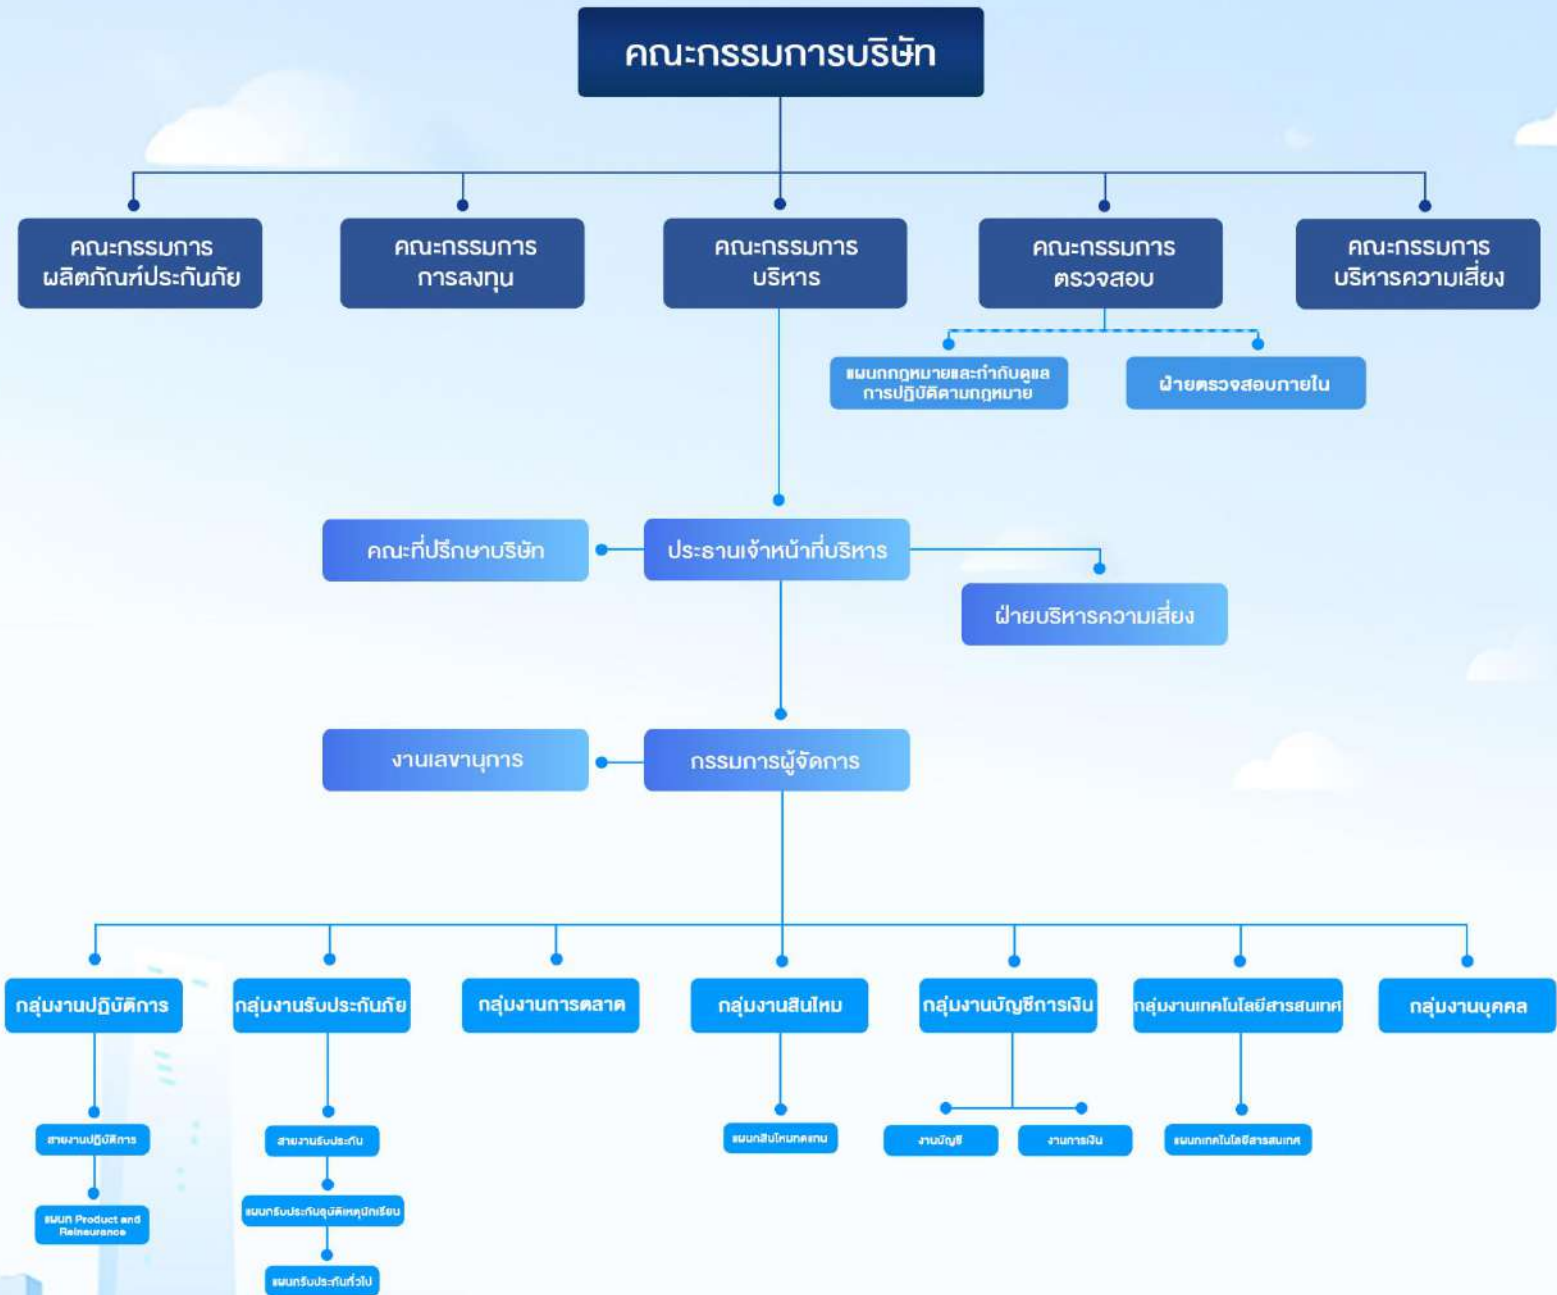 คณะกรรมการบริษัท
คณะกรรมการ
ผลิตภัณฑ์ประกันภัย
คณะกรรมการ
การลงทุน
คณะกรรมการ
บริหาร
คณะกรรมการ
ตรวจสอบ
คณะกรรมการ
บริหารความเสี่ยง
แผนกกฎหมายและกำกับดูแล
การปฏิบัติตามกฎหมาย
ฝ่ายตรวจสอบภายใน
คณะที่ปรึกษาบริษัท
ประธานเจ้าหน้าที่บริหาร
ฝ่ายบริหารความเสี่ยง
งานเลขานุการ
กรรมการผู้จัดการ
กลุ่มงานปฏิบัติการ
กลุ่มงานรับประกันภัย
กลุ่มงานการตลาด
กลุ่มงานสินไหม
กลุ่มงานบัญชีการเงิน
กลุ่มงานเทคโนโลยีสารสนเทศ
กลุ่มงานบุคคล
สายงานปฏิบัติการ
สายงานรับประกัน
แผนกสินไหมทดแทน
งานบัญชี
งานการเงิน
แผนกเทคโนโลยีสารสนเทศ
แผนก Product and
Reinsurance
แผนกรับประกันอุบัติเหตุนักเรียน
แผนกรับประกันทั่วไป